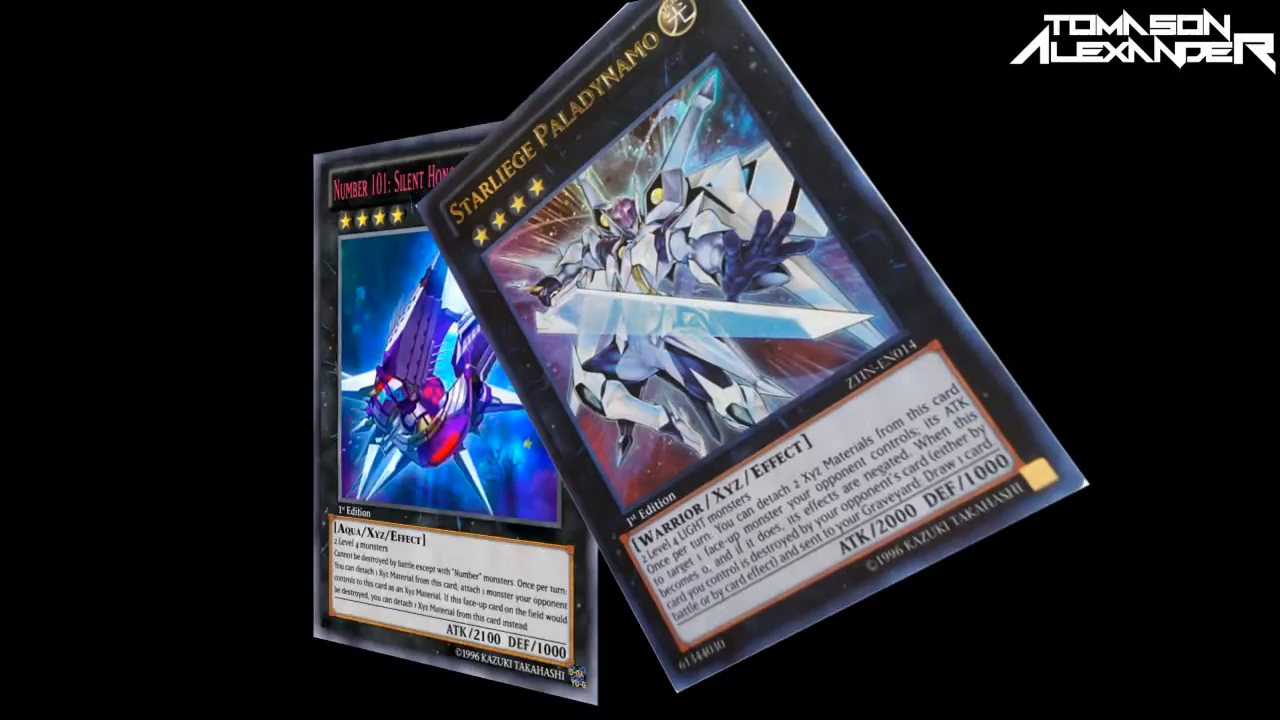 TOMASON
ALEXANDER
STARLIEGE PALADYNAMO
光
ZTIN-EN014
1st Edition
[WARRIOR/XYZ/EFFECT]
2 Level 4 LIGHT monsters
Once per turn: You can detach 2 Xyz Materials from this card
to target 1 face-up monster your opponent controls; its ATK
becomes 0, and if it does, its effects are negated. When this
card you control is destroyed by your opponent's card (either by
battle or by card effect) and sent to your Graveyard: Draw 1 card.
ATK/2000 DEF/1000
61344030
©1996 KAZUKI TAKAHASHI
NUMBER 101: SILENT HON
1st Edition
[AQUA/XYZ/EFFECT]
2 Level 4 monsters
Cannot be destroyed by battle except with "Number" monsters. Once per turn:
You can detach 1 Xyz Material from this card; attach 1 monster your opponent
controls to this card as an Xyz Material. If this face-up card on the field would
be destroyed, you can detach 1 Xyz Material from this card instead.
ATK/2100 DEF/1000
©1996 KAZUKI TAKAHASHI